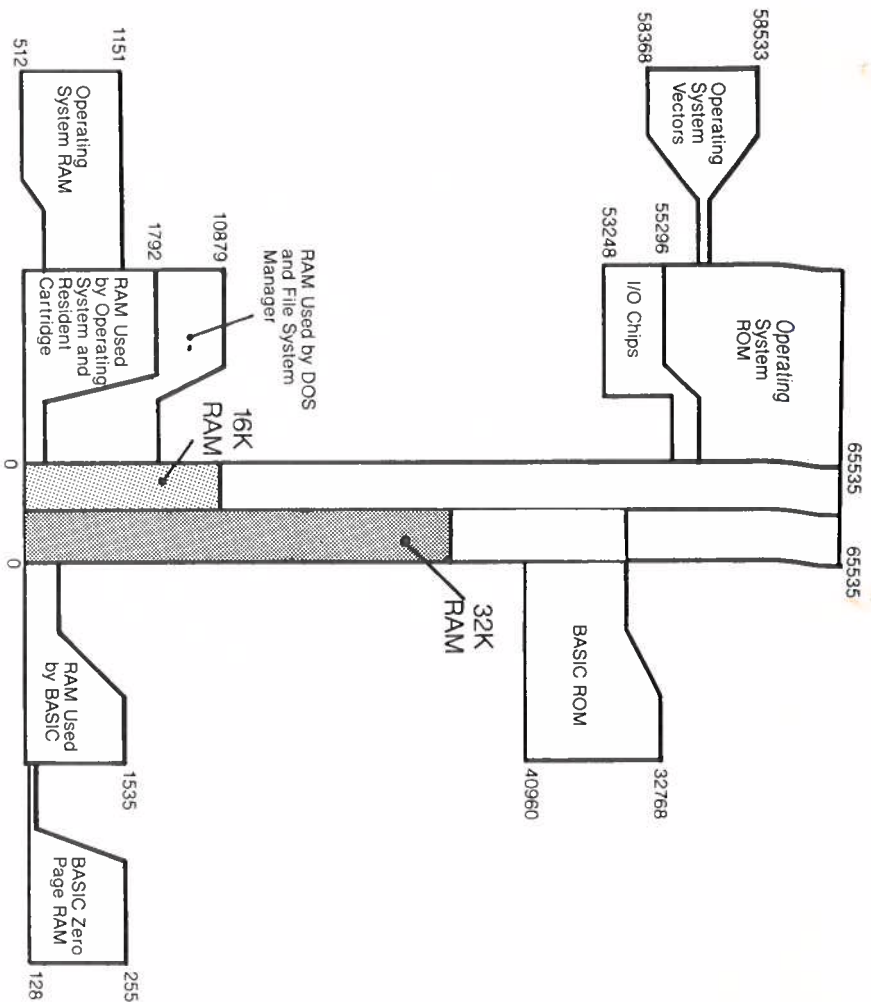 58533
58368
Operating
System
Vectors
65535
65535
Operating
System
ROM
55296
53248
I/O Chips
BASIC ROM
32768
40960
32K
RAM
16K
RAM
RAM Used by DOS
and File System
Manager
10879
1792
RAM Used
by Operating
System and
Resident
Cartridge
1151
512
Operating
System RAM
0
0
RAM Used
by BASIC
1535
BASIC Zero
Page RAM
255
128